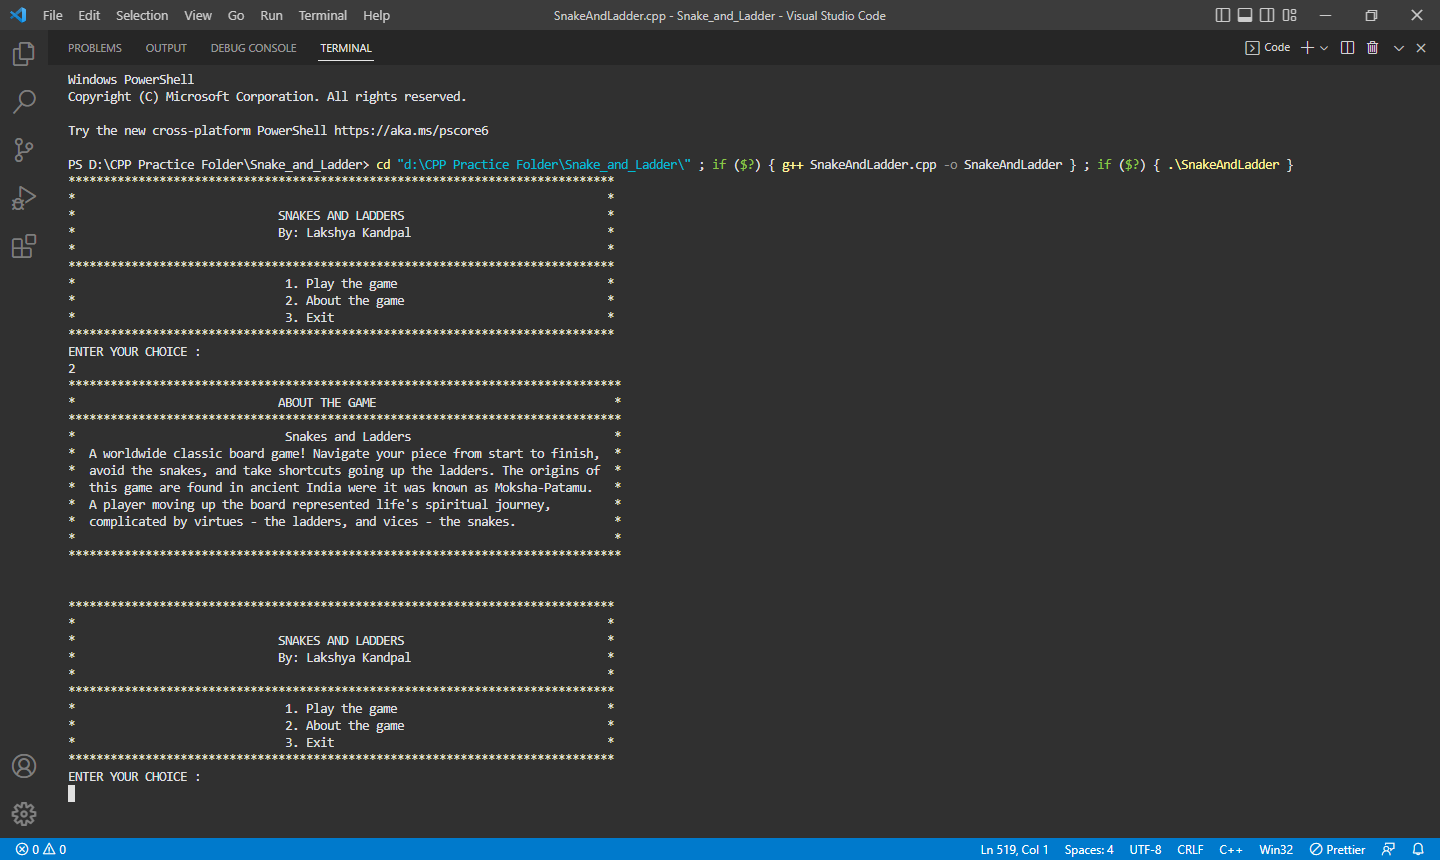 File Edit Selection View Go Run Terminal Help SnakeAndLadder.cpp - Snake_and_Ladder - Visual Studio Code
PROBLEMS OUTPUT DEBUG CONSOLE TERMINAL Code
Windows PowerShell
Copyright (C) Microsoft Corporation. All rights reserved.
Try the new cross-platform PowerShell https://aka.ms/pscore6
PS D:\CPP Practice Folder\Snake_and_Ladder> cd "d:\CPP Practice Folder\Snake_and_Ladder\" ; if ($?) { g++ SnakeAndLadder.cpp -o SnakeAndLadder } ; if ($?) { .\SnakeAndLadder }
******************************************************************************
* *
* SNAKES AND LADDERS *
* By: Lakshya Kandpal *
* *
******************************************************************************
* 1. Play the game *
* 2. About the game *
* 3. Exit *
******************************************************************************
ENTER YOUR CHOICE :
2
*******************************************************************************
* ABOUT THE GAME *
*******************************************************************************
* Snakes and Ladders *
* A worldwide classic board game! Navigate your piece from start to finish, *
* avoid the snakes, and take shortcuts going up the ladders. The origins of *
* this game are found in ancient India were it was known as Moksha-Patamu. *
* A player moving up the board represented life's spiritual journey, *
* complicated by virtues - the ladders, and vices - the snakes. *
* *
*******************************************************************************
******************************************************************************
* *
* SNAKES AND LADDERS *
* By: Lakshya Kandpal *
* *
******************************************************************************
* 1. Play the game *
* 2. About the game *
* 3. Exit *
******************************************************************************
ENTER YOUR CHOICE :
0 0 Ln 519, Col 1 Spaces: 4 UTF-8 CRLF C++ Win32 Prettier